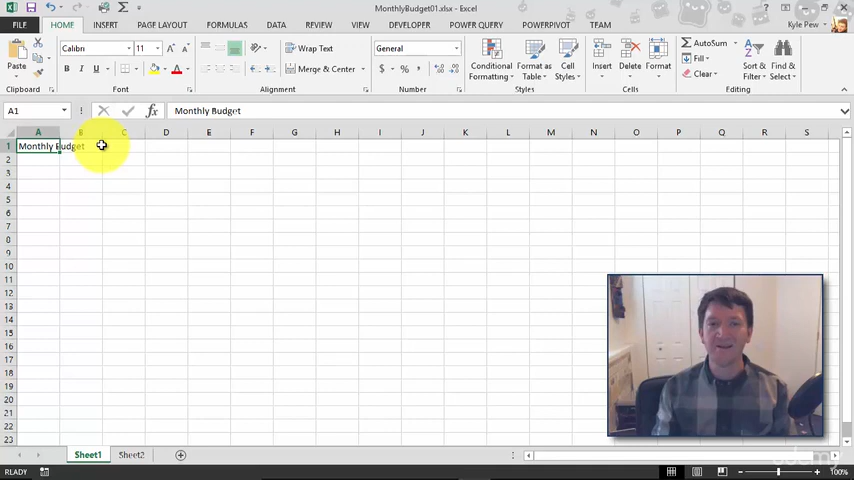 MonthlyBudget01.xlsx - Excel
FILE HOME INSERT PAGE LAYOUT FORMULAS DATA REVIEW VIEW DEVELOPER POWER QUERY POWERPIVOT TEAM Kyle Pew
Paste
Calibri 11
B I U
Wrap Text
Merge & Center
General
$ % ,
Conditional Formatting
Format as Table
Cell Styles
Insert Delete Format
AutoSum
Fill
Clear
Sort & Filter
Find & Select
Clipboard Font Alignment Number Styles Cells Editing
A1 fx Monthly Budget
A B C D E F G H I J K L M N O P Q R S
1 Monthly Budget
2
3
4
5
6
7
8
9
10
11
12
13
14
15
16
17
18
19
20
21
22
23
Sheet1 Sheet2
READY 100%
udemy